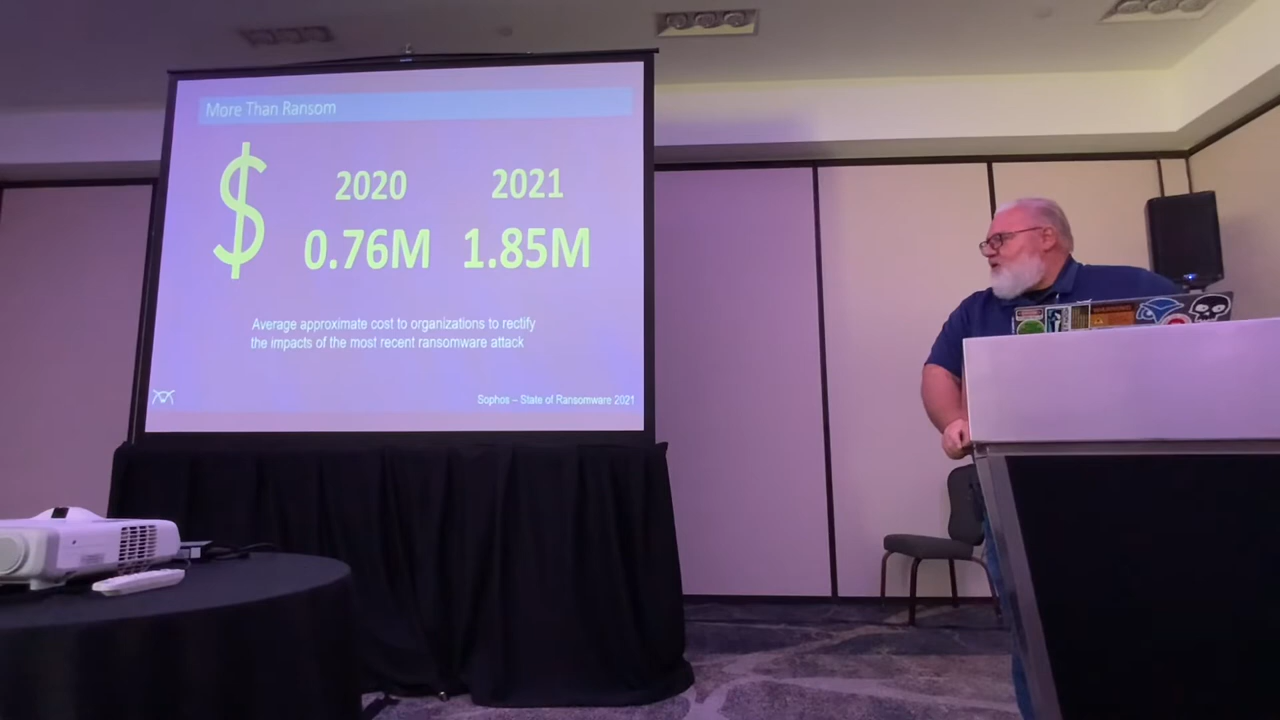 More Than Ransom
$
2020 2021
0.76M 1.85M
Average approximate cost to organizations to rectify
the impacts of the most recent ransomware attack
Sophos – State of Ransomware 2021